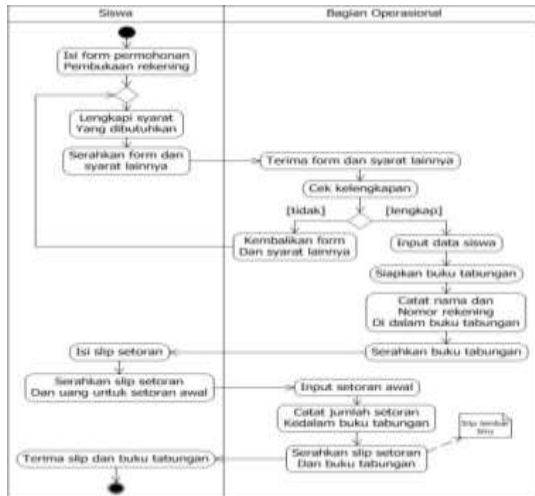 Siswa
Bagian Operasional
Isi form permohonan
Pembukaan rekening
Lengkapi syarat
Yang dibutuhkan
Serahkan form dan
syarat lainnya
Terima form dan syarat lainnya
Cek kelengkapan
[tidak]
[lengkap]
Kembalikan form
Dan syarat lainnya
Input data siswa
Siapkan buku tabungan
Catat nama dan
Nomor rekening
Di dalam buku tabungan
Isi slip setoran
Serahkan buku tabungan
Serahkan slip setoran
Dan uang untuk setoran awal
Input setoran awal
Catat jumlah setoran
Kedalam buku tabungan
Slip
Terima slip dan buku tabungan
Serahkan slip setoran
Dan buku tabungan